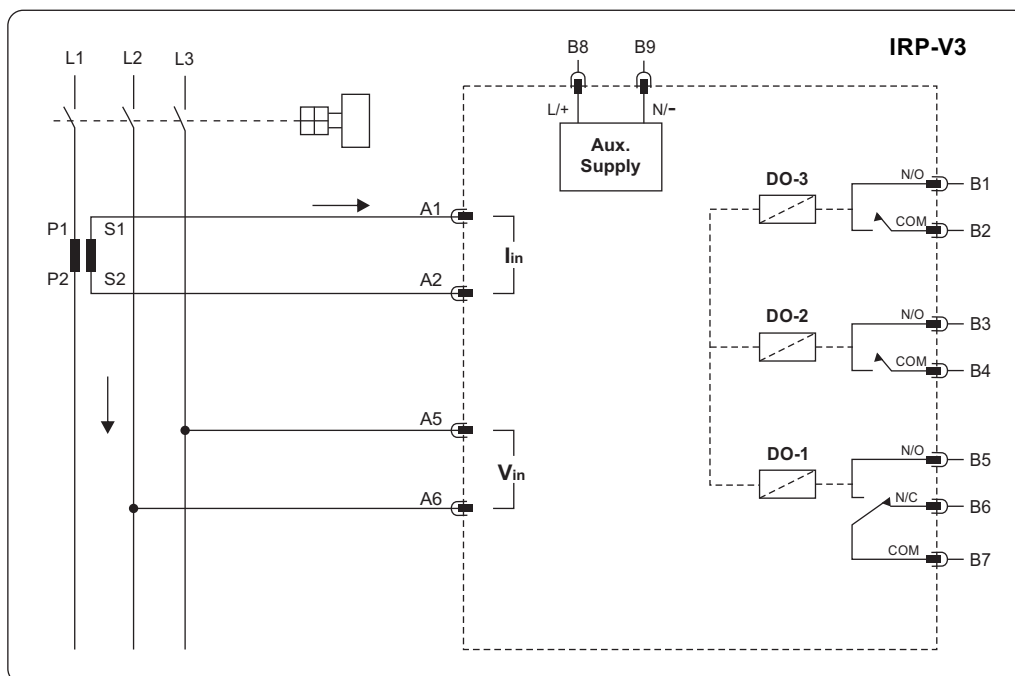 IRP-V3
L1 L2 L3
B8 B9
L/+ N/-
Aux.
Supply
P1 S1
P2 S2
A1
A2
Iin
A5
A6
Vin
DO-3
N/O B1
COM B2
DO-2
N/O B3
COM B4
DO-1
N/O B5
N/C B6
COM B7